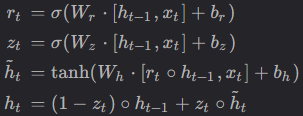 r_t = σ(W_r · [h_{t−1}, x_t] + b_r)
z_t = σ(W_z · [h_{t−1}, x_t] + b_z)
h̃_t = tanh(W_h · [r_t ∘ h_{t−1}, x_t] + b_h)
h_t = (1 − z_t) ∘ h_{t−1} + z_t ∘ h̃_t